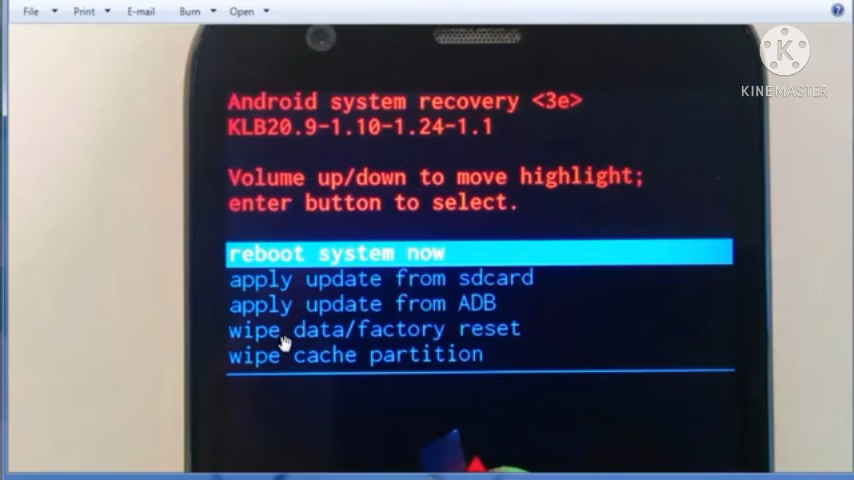 File Print E-mail Burn Open
K
KINEMASTER
Android system recovery <3e>
KLB20.9-1.10-1.24-1.1
Volume up/down to move highlight;
enter button to select.
reboot system now
apply update from sdcard
apply update from ADB
wipe data/factory reset
wipe cache partition